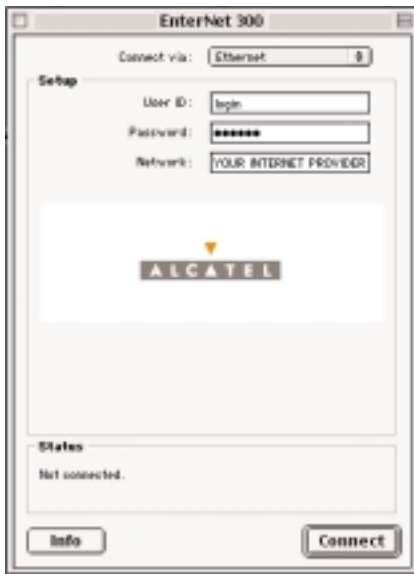 EnterNet 300
Connect via: Ethernet
Setup
User ID: login
Password: ••••••
Network: YOUR INTERNET PROVIDER
ALCATEL
Status
Not connected.
Info
Connect